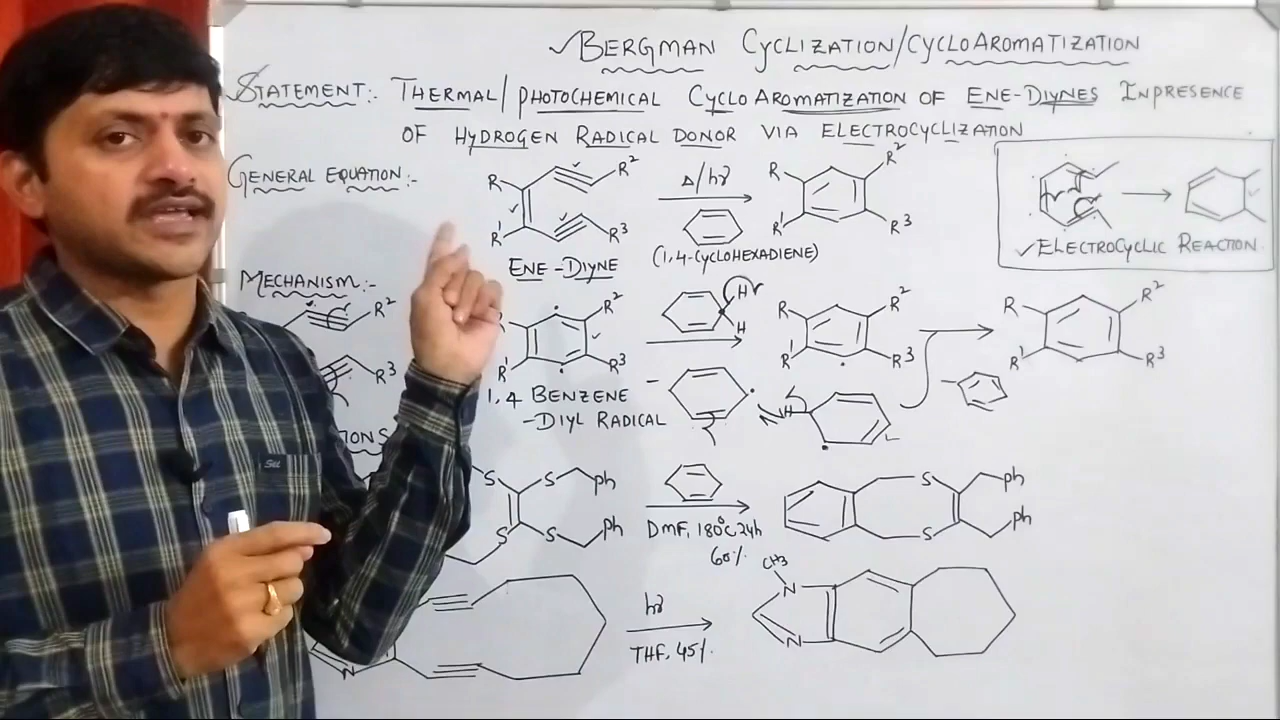 ✓BERGMAN CYCLIZATION/CYCLOAROMATIZATION
STATEMENT:- THERMAL/PHOTOCHEMICAL CYCLOAROMATIZATION OF ENE-DIYNES INPRESENCE
OF HYDROGEN RADICAL DONOR VIA ELECTROCYCLIZATION
GENERAL EQUATION:-
R R¹ R² R³
Δ/hν
R R¹ R² R³
ENE-DIYNE
(1,4-CYCLOHEXADIENE)
✓ELECTROCYCLIC REACTION
MECHANISM:-
R² R³
R¹ R² R³
H H
R R¹ R² R³
R R¹ R² R³
1,4 BENZENE
-DIYL RADICAL
H
S S Ph
S S Ph
DMF, 180°C 24h
60%
S Ph
S Ph
hν
THF, 45%
N
CH3
N
N